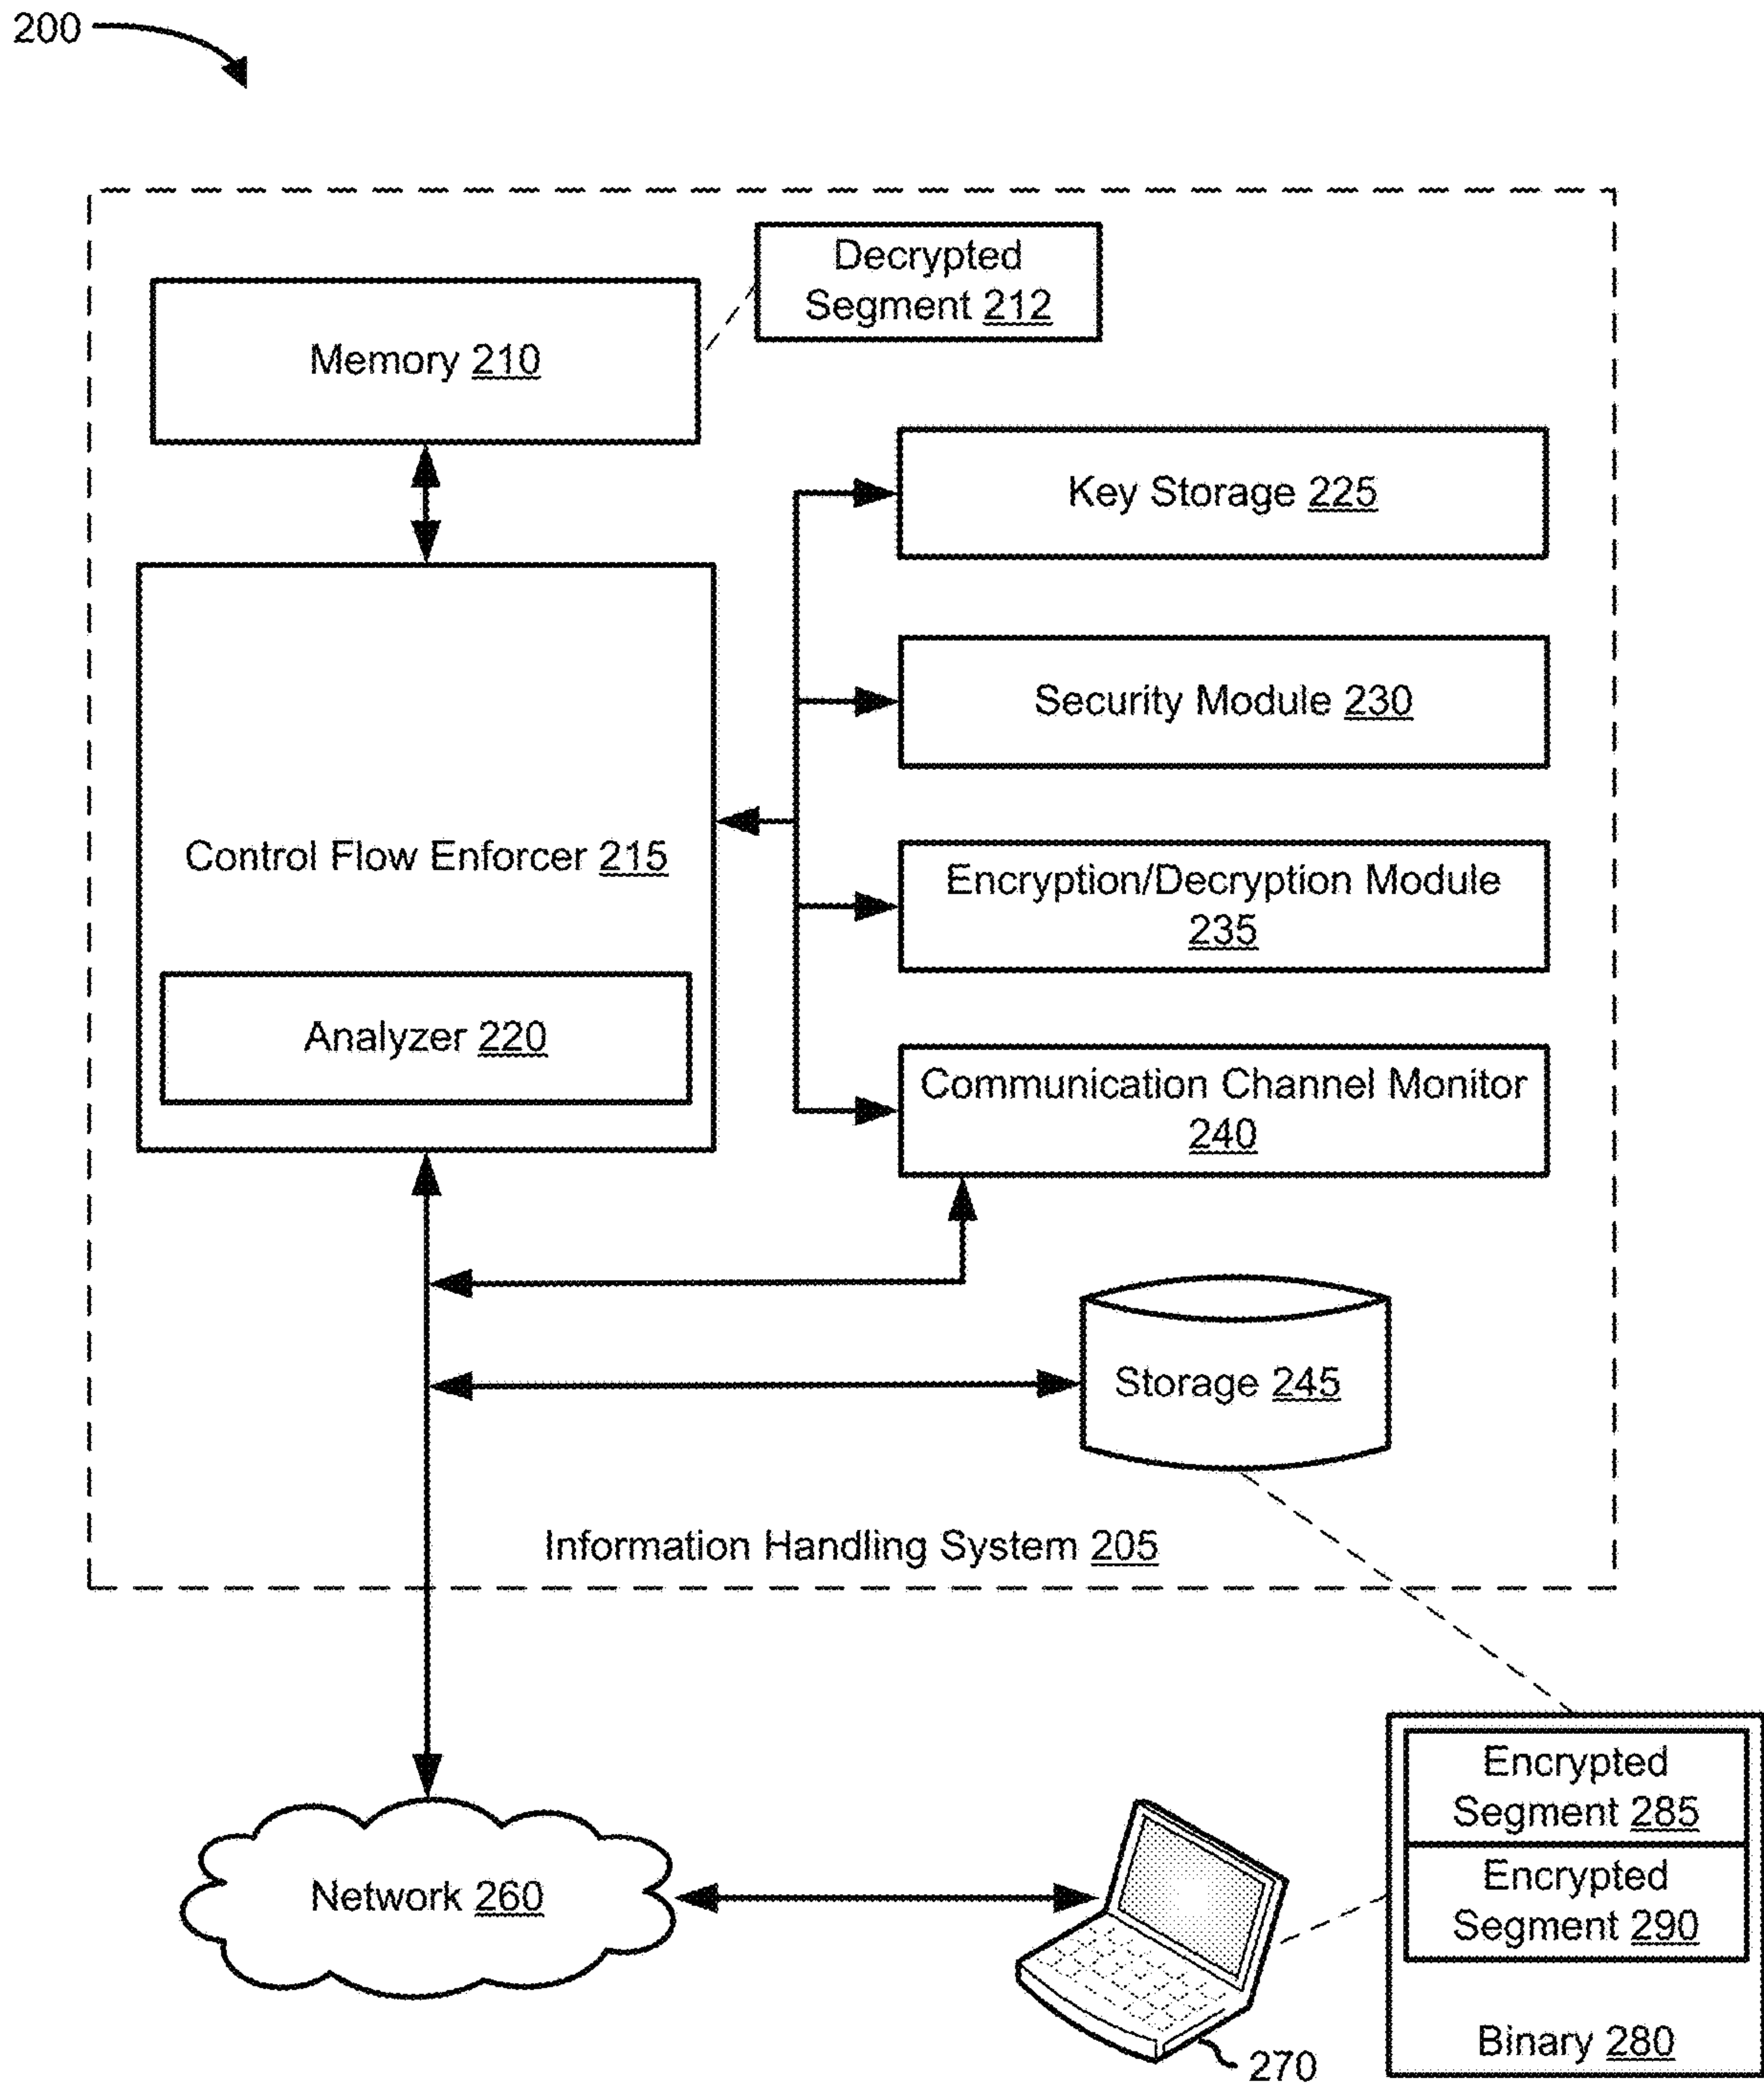 200
Decrypted
Segment 212
Memory 210
Key Storage 225
Security Module 230
Control Flow Enforcer 215
Encryption/Decryption Module
235
Analyzer 220
Communication Channel Monitor
240
Storage 245
Information Handling System 205
Encrypted
Segment 285
Encrypted
Segment 290
Network 260
Binary 280
270